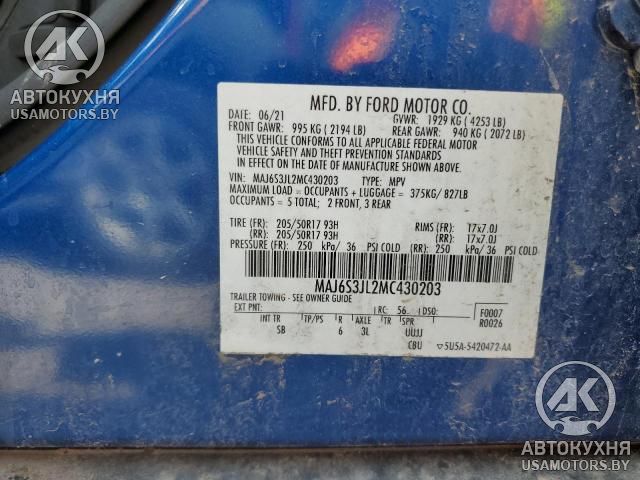 АК
АВТОКУХНЯ
USAMOTORS.BY
MFD. BY FORD MOTOR CO.
DATE: 06/21 GVWR: 1929 KG ( 4253 LB)
FRONT GAWR: 995 KG ( 2194 LB) REAR GAWR: 940 KG ( 2072 LB)
THIS VEHICLE CONFORMS TO ALL APPLICABLE FEDERAL MOTOR
VEHICLE SAFETY AND THEFT PREVENTION STANDARDS
IN EFFECT ON THE DATE OF MANUFACTURE SHOWN ABOVE.
VIN: MAJ6S3JL2MC430203 TYPE: MPV
MAXIMUM LOAD = OCCUPANTS + LUGGAGE = 375KG/ 827LB
OCCUPANTS = 5 TOTAL; 2 FRONT, 3 REAR
TIRE (FR): 205/50R17 93H RIMS (FR): 17x7.0J
(RR): 205/50R17 93H (RR): 17x7.0J
PRESSURE (FR): 250 kPa/ 36 PSI COLD (RR): 250 kPa/ 36 PSI COLD
MAJ6S3JL2MC430203
TRAILER TOWING - SEE OWNER GUIDE
EXT PNT: RC: 56 DSO: F0007
R0026
INT TR TP/PS R AXLE TR SPR
SB 6 3L UUJJ
CBU ▽5U5A-5420472-AA
АК
АВТОКУХНЯ
USAMOTORS.BY